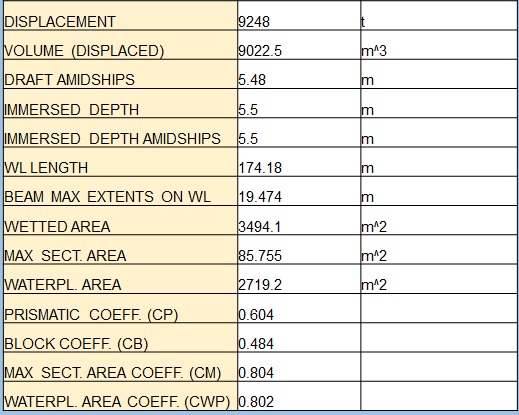 DISPLACEMENT 9248 t
VOLUME (DISPLACED) 9022.5 m^3
DRAFT AMIDSHIPS 5.48 m
IMMERSED DEPTH 5.5 m
IMMERSED DEPTH AMIDSHIPS 5.5 m
WL LENGTH 174.18 m
BEAM MAX EXTENTS ON WL 19.474 m
WETTED AREA 3494.1 m^2
MAX SECT. AREA 85.755 m^2
WATERPL. AREA 2719.2 m^2
PRISMATIC COEFF. (CP) 0.604
BLOCK COEFF. (CB) 0.484
MAX SECT. AREA COEFF. (CM) 0.804
WATERPL. AREA COEFF. (CWP) 0.802